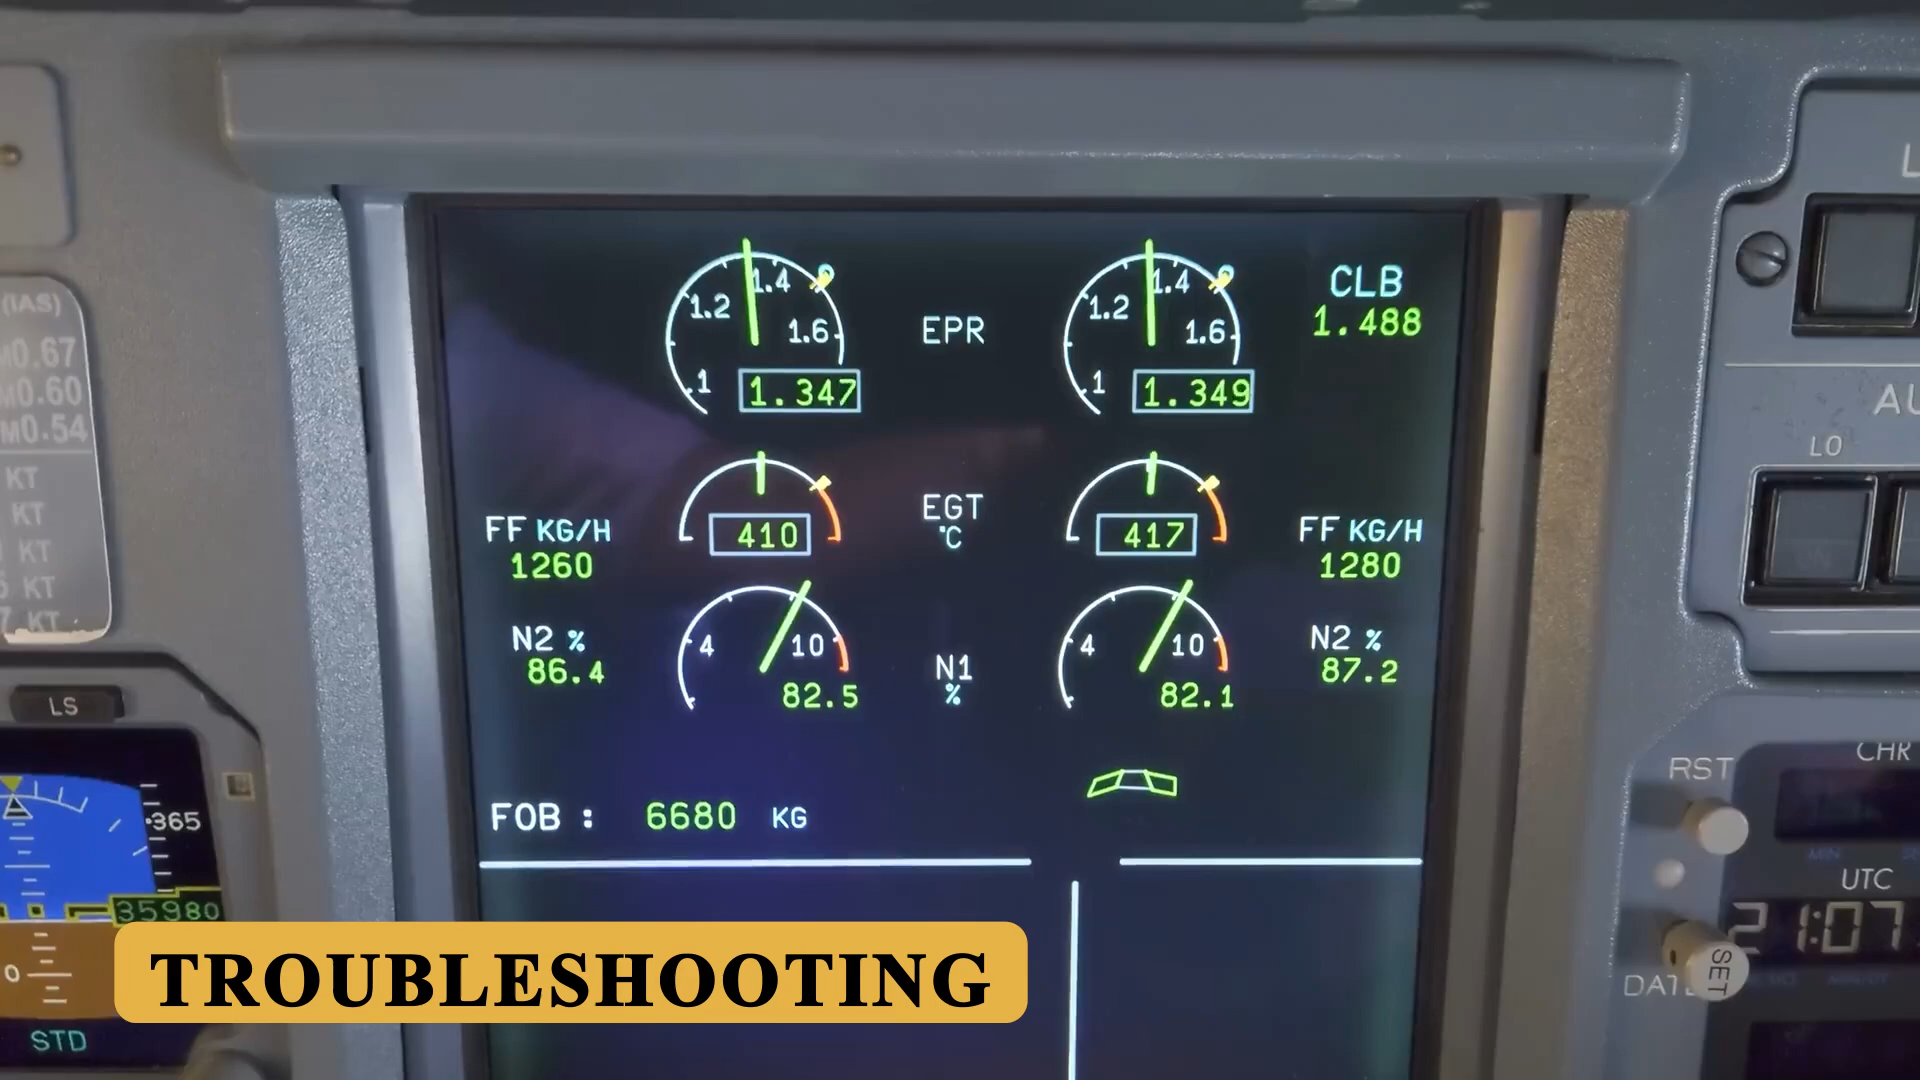 (IAS)
M0.67
M0.60
M0.54
KT
KT
KT
KT
7 KT
LS
365
35980
0
STD
1.4
1.2
1.6
1
1.347
EPR
1.4
1.2
1.6
1
1.349
CLB
1.488
FF KG/H
1260
410
EGT
°C
417
FF KG/H
1280
N2 %
86.4
4
10
82.5
N1
%
4
10
82.1
N2 %
87.2
FOB : 6680 KG
TROUBLESHOOTING
L
AU
LO
RST
CHR
UTC
21:07
SET
DATE